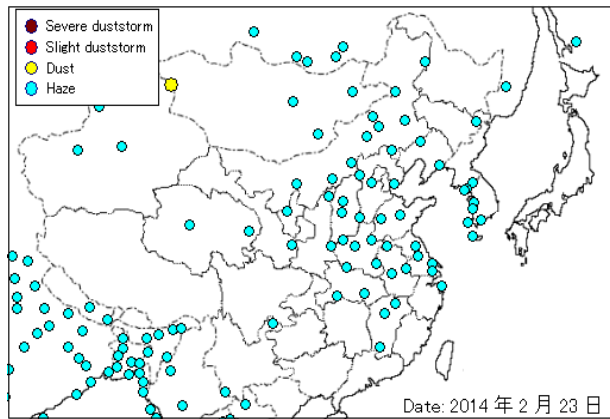 Severe duststorm
Slight duststorm
Dust
Haze
Date: 2014 年 2 月 23 日